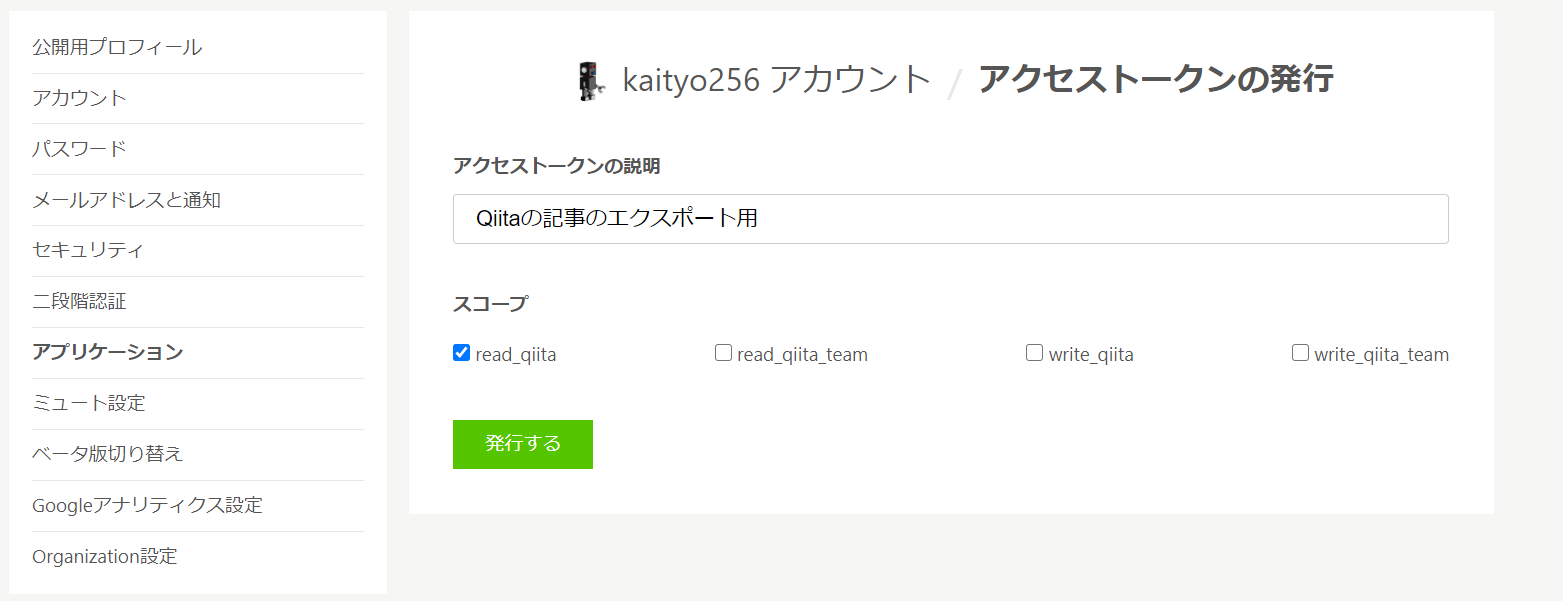 公開用プロフィール
アカウント
パスワード
メールアドレスと通知
セキュリティ
二段階認証
アプリケーション
ミュート設定
ベータ版切り替え
Googleアナリティクス設定
Organization設定
kaityo256 アカウント / アクセストークンの発行
アクセストークンの説明
Qiitaの記事のエクスポート用
スコープ
read_qiita read_qiita_team write_qiita write_qiita_team
発行する